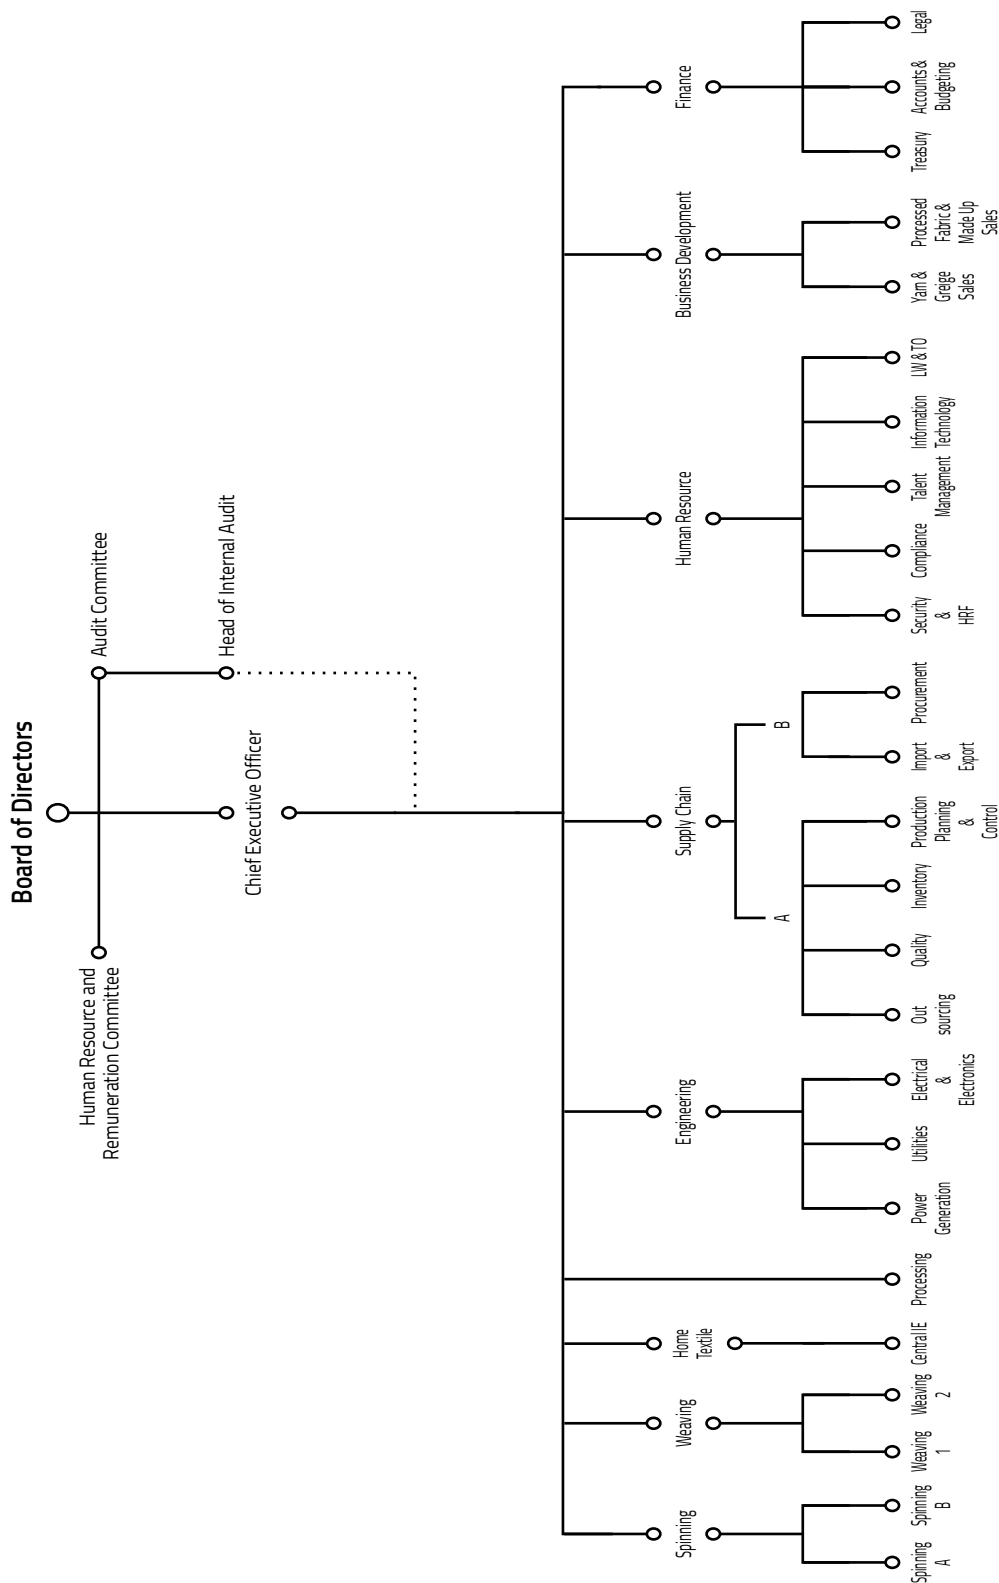 Board of Directors
Human Resource and
Remuneration Committee
Audit Committee
Chief Executive Officer
Head of Internal Audit
Spinning
Weaving
Home
Textile
Engineering
Supply Chain
Human Resource
Business Development
Finance
A
B
Spinning
A
Spinning
B
Weaving
1
Weaving
2
Central IE
Processing
Power
Generation
Utilities
Electrical
&
Electronics
Out
sourcing
Quality
Inventory
Production
Planning
&
Control
Import
&
Export
Procurement
Security
&
HRF
Compliance
Talent
Management
Information
Technology
LW & TO
Yarn &
Greige
Sales
Processed
Fabric &
Made Up
Sales
Treasury
Accounts &
Budgeting
Legal